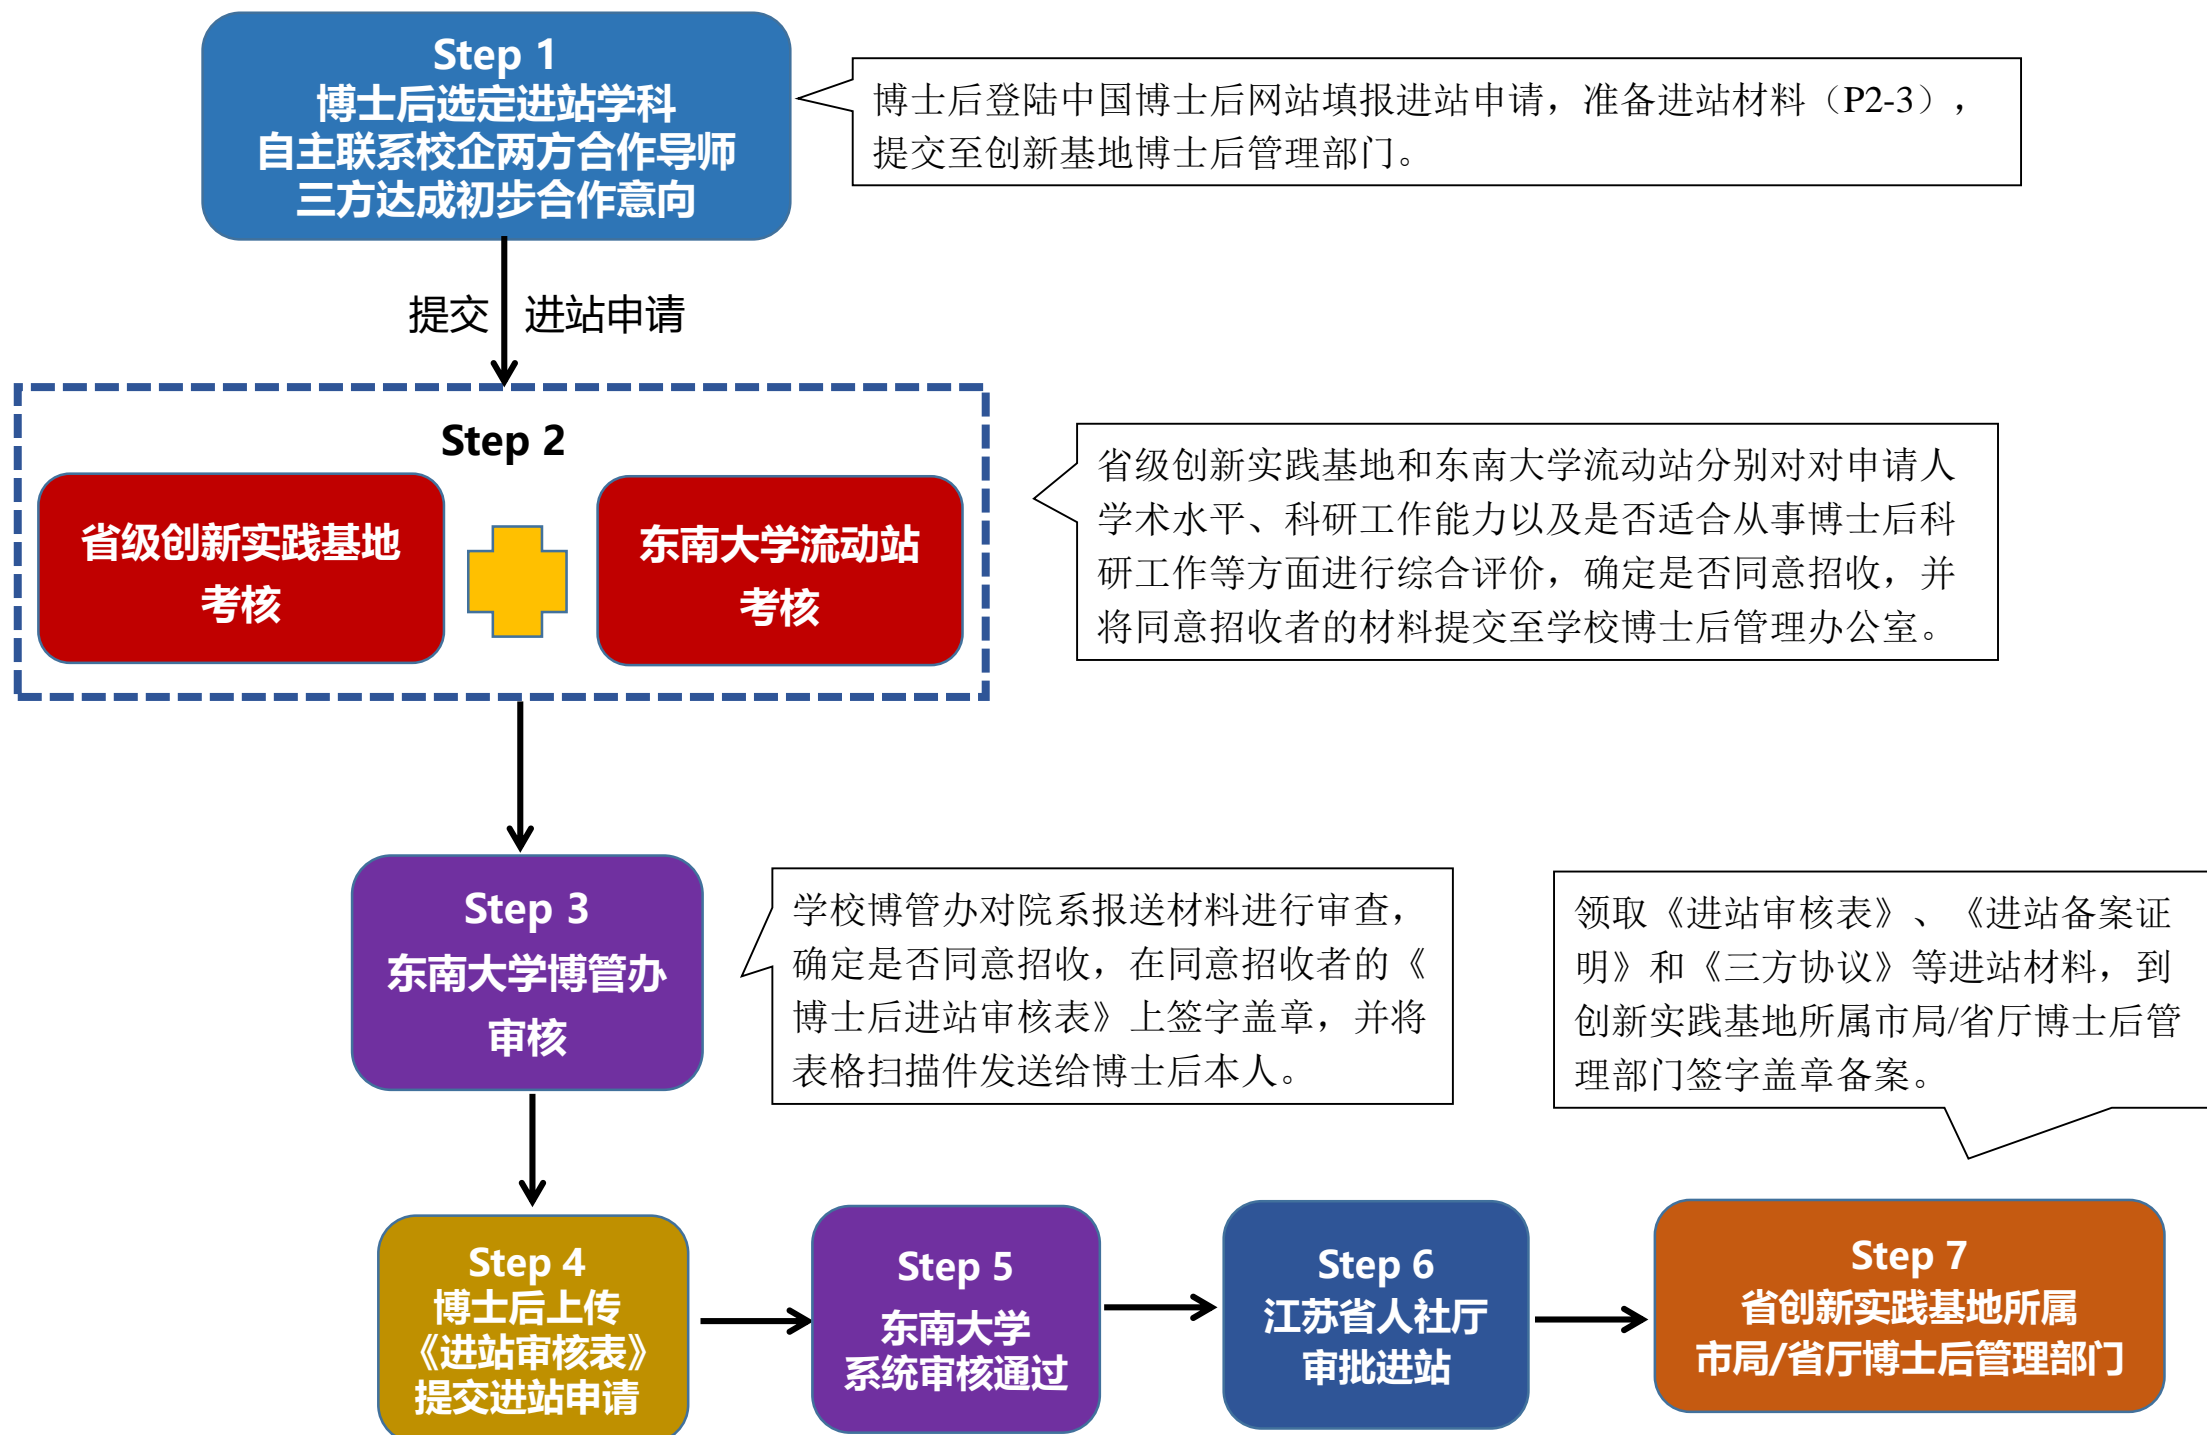 Step 1
博士后选定进站学科
自主联系校企两方合作导师
三方达成初步合作意向
博士后登陆中国博士后网站填报进站申请，准备进站材料（P2-3），
提交至创新基地博士后管理部门。
提交 进站申请
Step 2
省级创新实践基地
考核
东南大学流动站
考核
省级创新实践基地和东南大学流动站分别对对申请人
学术水平、科研工作能力以及是否适合从事博士后科
研工作等方面进行综合评价，确定是否同意招收，并
将同意招收者的材料提交至学校博士后管理办公室。
Step 3
东南大学博管办
审核
学校博管办对院系报送材料进行审查，
确定是否同意招收，在同意招收者的《
博士后进站审核表》上签字盖章，并将
表格扫描件发送给博士后本人。
领取《进站审核表》、《进站备案证
明》和《三方协议》等进站材料，到
创新实践基地所属市局/省厅博士后管
理部门签字盖章备案。
Step 4
博士后上传
《进站审核表》
提交进站申请
Step 5
东南大学
系统审核通过
Step 6
江苏省人社厅
审批进站
Step 7
省创新实践基地所属
市局/省厅博士后管理部门